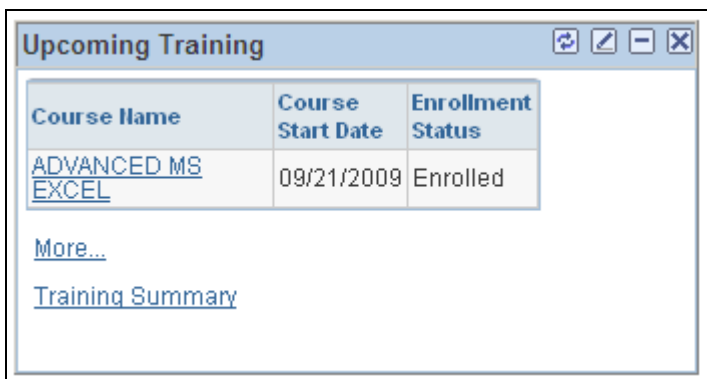 Upcoming Training
Course Name
Course
Start Date
Enrollment
Status
ADVANCED MS
EXCEL
09/21/2009
Enrolled
More...
Training Summary